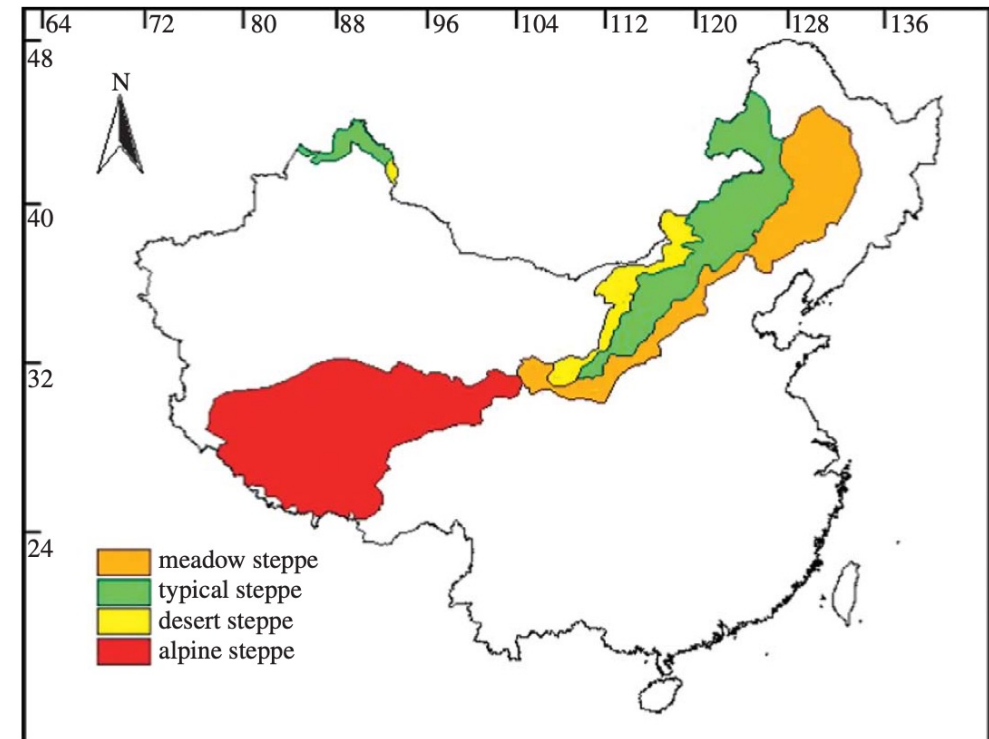 64 72 80 88 96 104 112 120 128 136
48
N
40
32
24
meadow steppe
typical steppe
desert steppe
alpine steppe